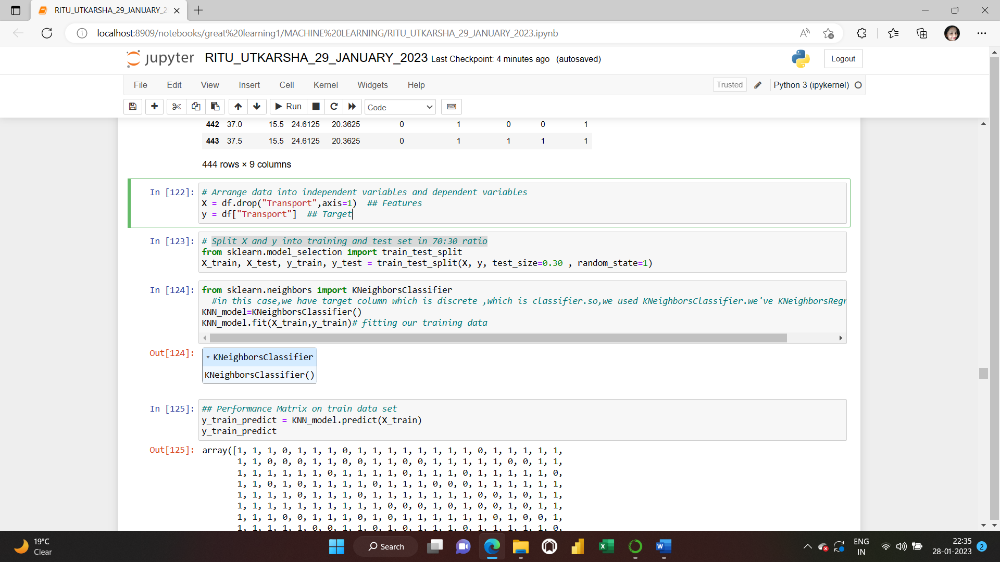 RITU_UTKARSHA_29_JANUARY_2
localhost:8909/notebooks/great%20learning1/MACHINE%20LEARNING/RITU_UTKARSHA_29_JANUARY_2023.ipynb
jupyter RITU_UTKARSHA_29_JANUARY_2023 Last Checkpoint: 4 minutes ago (autosaved)
Logout
File Edit View Insert Cell Kernel Widgets Help
Trusted
Python 3 (ipykernel)
Run
Code
442 37.0 15.5 24.6125 20.3625 0 1 0 0 1
443 37.5 15.5 24.6125 20.3625 0 1 1 1 1
444 rows × 9 columns
In [122]: # Arrange data into independent variables and dependent variables
X = df.drop("Transport",axis=1)  ## Features
y = df["Transport"]  ## Target
In [123]: # Split X and y into training and test set in 70:30 ratio
from sklearn.model_selection import train_test_split
X_train, X_test, y_train, y_test = train_test_split(X, y, test_size=0.30 , random_state=1)
In [124]: from sklearn.neighbors import KNeighborsClassifier
#in this case,we have target column which is discrete ,which is classifier.so,we used KNeighborsClassifier.we've KNeighborsRegr
KNN_model=KNeighborsClassifier()
KNN_model.fit(X_train,y_train)# fitting our training data
Out[124]: KNeighborsClassifier
KNeighborsClassifier()
In [125]: ## Performance Matrix on train data set
y_train_predict = KNN_model.predict(X_train)
y_train_predict
Out[125]: array([1, 1, 1, 0, 1, 1, 1, 0, 1, 1, 1, 1, 1, 1, 1, 1, 0, 1, 1, 1, 1, 1,
1, 1, 0, 0, 0, 1, 1, 0, 0, 1, 1, 0, 0, 1, 1, 1, 1, 1, 0, 0, 1, 1,
1, 1, 1, 1, 1, 1, 0, 1, 1, 1, 1, 0, 1, 1, 1, 0, 1, 1, 1, 1, 1, 0,
1, 1, 0, 1, 0, 1, 1, 1, 1, 0, 1, 1, 1, 0, 0, 0, 1, 1, 1, 1, 1, 1,
1, 1, 1, 1, 0, 1, 1, 1, 0, 1, 1, 1, 1, 1, 1, 1, 0, 0, 1, 0, 1, 1,
1, 1, 1, 1, 1, 1, 1, 1, 1, 1, 0, 0, 0, 1, 0, 1, 0, 0, 1, 0, 1, 1,
1, 1, 1, 0, 0, 1, 1, 1, 0, 1, 0, 1, 1, 1, 1, 1, 1, 0, 1, 0, 0, 1,
1, 1, 1, 1, 1, 0, 0, 1, 1, 0, 1, 0, 1, 1, 1, 0, 1, 1, 1, 1, 1, 0,
19°C
Clear
Search
ENG
IN
22:35
28-01-2023
2